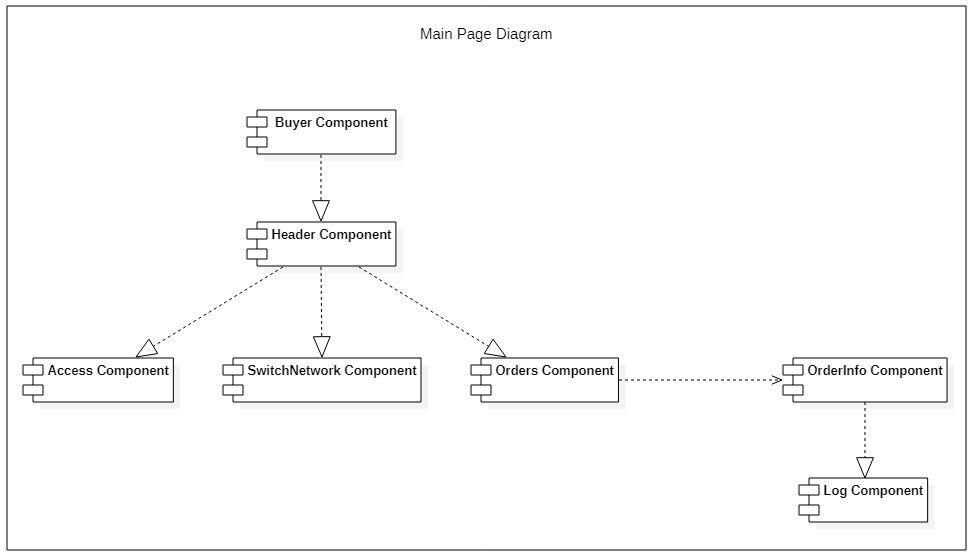 Main Page Diagram
Buyer Component
Header Component
Access Component
SwitchNetwork Component
Orders Component
OrderInfo Component
Log Component